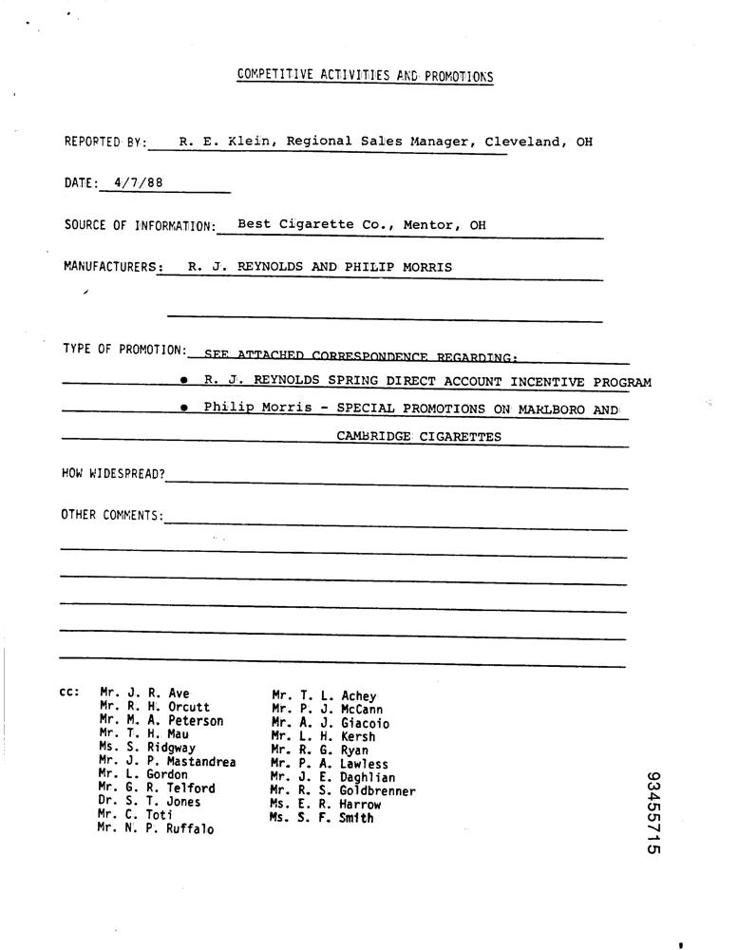 COMPETITIVE ACTIVITIES AND PROMOTIONS
REPORTED BY: R. E. Klein, Regional Sales Manager, Cleveland, OH
DATE: 4/7/88
SOURCE OF INFORMATION: Best Cigarette Co., Mentor, OH
MANUFACTURERS: R. J. REYNOLDS AND PHILIP MORRIS
TYPE OF PROMOTION: SEE ATTACHED CORRESPONDENCE REGARDING:
● R. J. REYNOLDS SPRING DIRECT ACCOUNT INCENTIVE PROGRAM
● Philip Morris - SPECIAL PROMOTIONS ON MARLBORO AND
CAMBRIDGE CIGARETTES
HOW WIDESPREAD?
OTHER COMMENTS:
cc: Mr. J. R. Ave
Mr. R. H. Orcutt
Mr. M. A. Peterson
Mr. T. H. Mau
Ms. S. Ridgway
Mr. J. P. Mastandrea
Mr. L. Gordon
Mr. G. R. Telford
Dr. S. T. Jones
Mr. C. Toti
Mr. N. P. Ruffalo
Mr. T. L. Achey
Mr. P. J. McCann
Mr. A. J. Giacoio
Mr. L. H. Kersh
Mr. R. G. Ryan
Mr. P. A. Lawless
Mr. J. E. Daghlian
Mr. R. S. Goldbrenner
Ms. E. R. Harrow
Ms. S. F. Smith
93455715